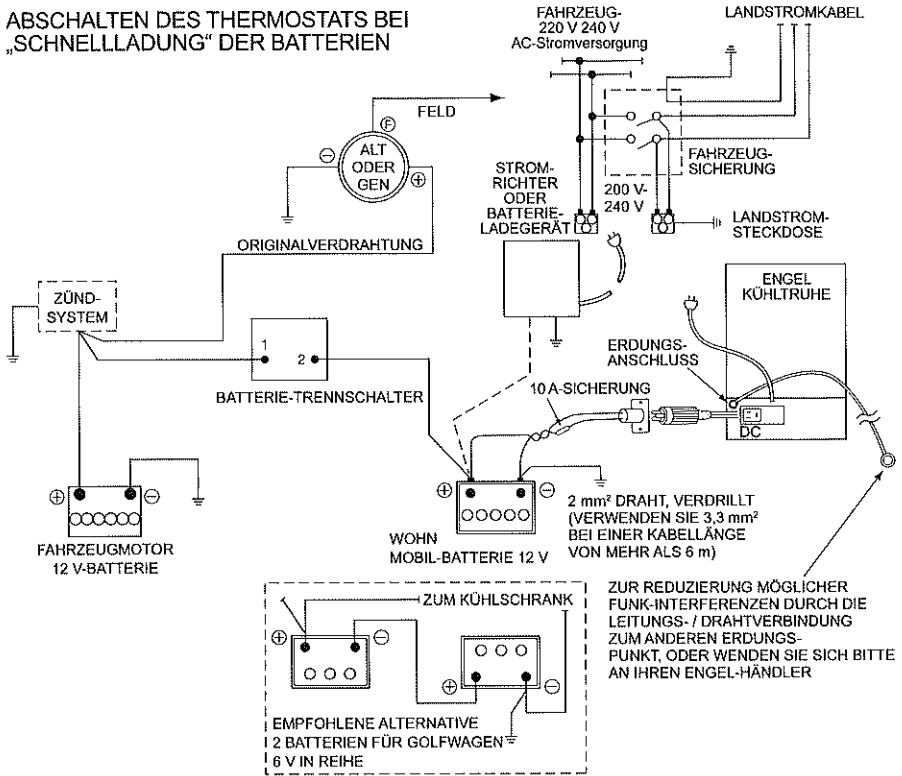 ABSCHALTEN DES THERMOSTATS BEI
„SCHNELLLADUNG“ DER BATTERIEN
FAHRZEUG-
220 V 240 V
AC-Stromversorgung
LANDSTROMKABEL
FELD
F
ALT
ODER
GEN
FAHRZEUG-
SICHERUNG
200 V-
240 V
STROM-
RICHTER
ODER
BATTERIE-
LADEGERÄT
LANDSTROM-
STECKDOSE
ORIGINALVERDRAHTUNG
ZÜND-
SYSTEM
ENGEL
KÜHLTRUHE
1
2
BATTERIE-TRENNSCHALTER
ERDUNGS-
ANSCHLUSS
10 A-SICHERUNG
DC
FAHRZEUGMOTOR
12 V-BATTERIE
WOHN
MOBIL-BATTERIE 12 V
2 mm² DRAHT, VERDRILLT
(VERWENDEN SIE 3,3 mm²
BEI EINER KABELLÄNGE
VON MEHR ALS 6 m)
ZUR REDUZIERUNG MÖGLICHER
FUNK-INTERFERENZEN DURCH DIE
LEITUNGS- / DRAHTVERBINDUNG
ZUM ANDEREN ERDUNGS-
PUNKT, ODER WENDEN SIE SICH BITTE
AN IHREN ENGEL-HÄNDLER
ZUM KÜHLSCHRANK
EMPFOHLENE ALTERNATIVE
2 BATTERIEN FÜR GOLFWAGEN
6 V IN REIHE